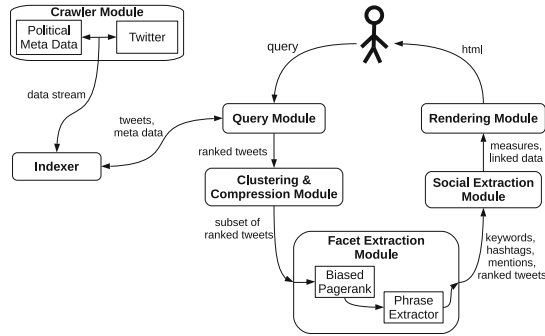 Crawler Module
Political
Meta Data
Twitter
data stream
tweets,
meta data
Indexer
query
html
Query Module
Rendering Module
ranked tweets
measures,
linked data
Clustering &
Compression Module
Social Extraction
Module
subset of
ranked tweets
Facet Extraction
Module
Biased
Pagerank
Phrase
Extractor
keywords,
hashtags,
mentions,
ranked tweets